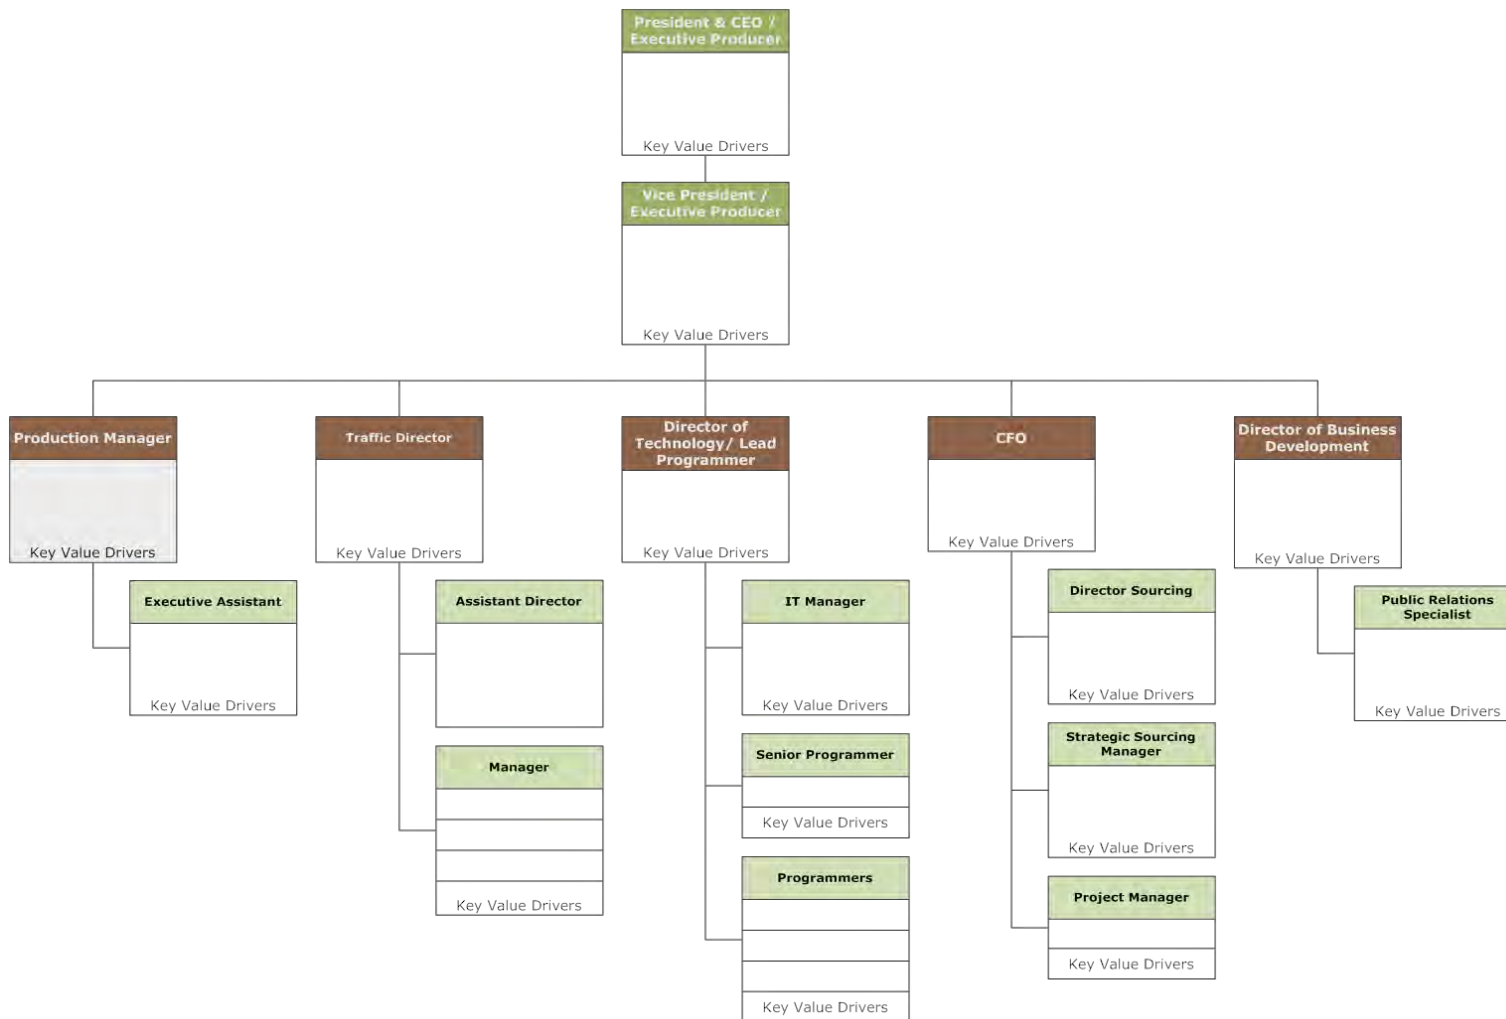 President & CEO /
Executive Producer
Key Value Drivers
Vice President /
Executive Producer
Key Value Drivers
Production Manager
Key Value Drivers
Executive Assistant
Key Value Drivers
Traffic Director
Key Value Drivers
Assistant Director
Manager
Key Value Drivers
Director of
Technology/ Lead
Programmer
Key Value Drivers
IT Manager
Key Value Drivers
Senior Programmer
Key Value Drivers
Programmers
Key Value Drivers
CFO
Key Value Drivers
Director Sourcing
Key Value Drivers
Strategic Sourcing
Manager
Key Value Drivers
Project Manager
Key Value Drivers
Director of Business
Development
Key Value Drivers
Public Relations
Specialist
Key Value Drivers